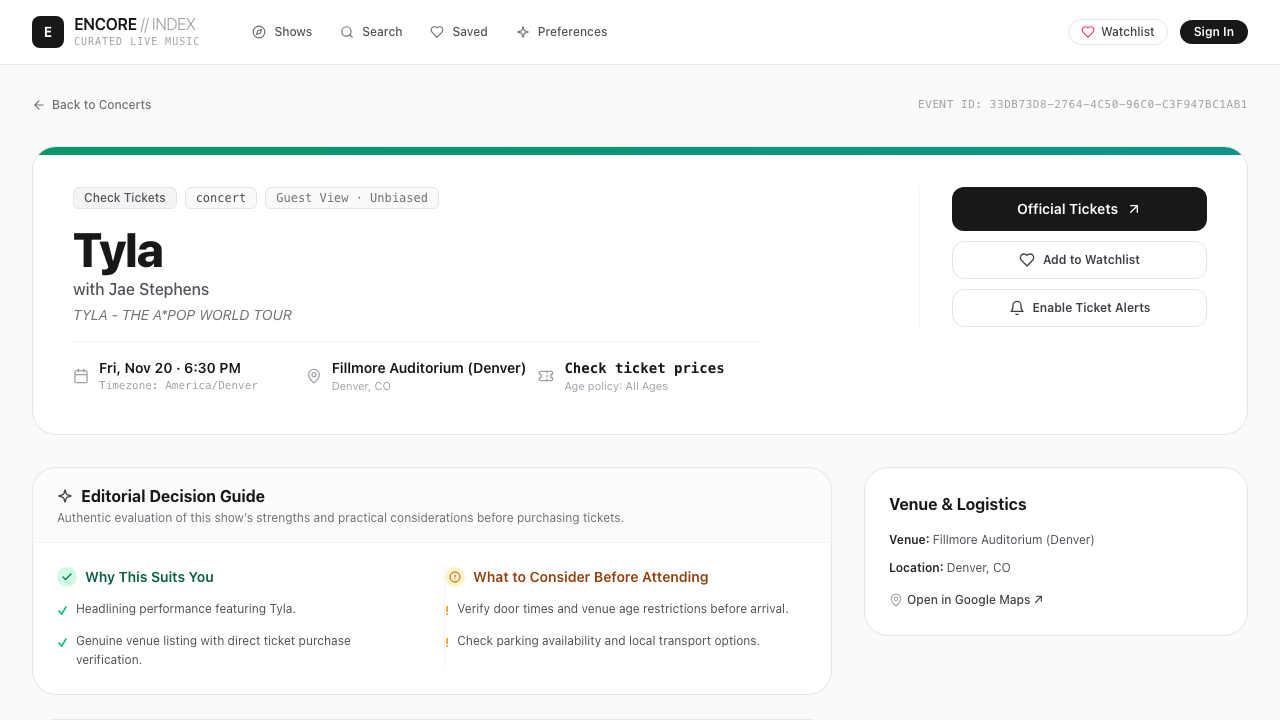 E
ENCORE // INDEX
CURATED LIVE MUSIC
Shows
Search
Saved
Preferences
Watchlist
Sign In
Back to Concerts
EVENT ID: 33DB73D8-2764-4C50-96C0-C3F947BC1AB1
Check Tickets
concert
Guest View · Unbiased
Tyla
with Jae Stephens
TYLA - THE A*POP WORLD TOUR
Official Tickets
Add to Watchlist
Enable Ticket Alerts
Fri, Nov 20 · 6:30 PM
Timezone: America/Denver
Fillmore Auditorium (Denver)
Denver, CO
Check ticket prices
Age policy: All Ages
Editorial Decision Guide
Authentic evaluation of this show's strengths and practical considerations before purchasing tickets.
Why This Suits You
Headlining performance featuring Tyla.
Genuine venue listing with direct ticket purchase
verification.
What to Consider Before Attending
! Verify door times and venue age restrictions before arrival.
! Check parking availability and local transport options.
Venue & Logistics
Venue: Fillmore Auditorium (Denver)
Location: Denver, CO
Open in Google Maps